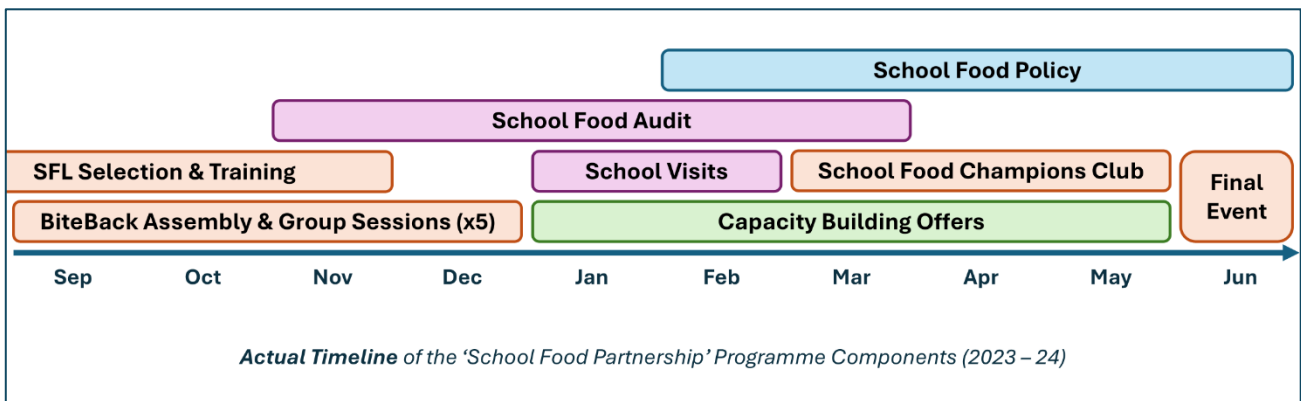 School Food Policy
School Food Audit
SFL Selection & Training
School Visits
School Food Champions Club
Final
Event
BiteBack Assembly & Group Sessions (x5)
Capacity Building Offers
Sep Oct Nov Dec Jan Feb Mar Apr May Jun
Actual Timeline of the ‘School Food Partnership’ Programme Components (2023 – 24)